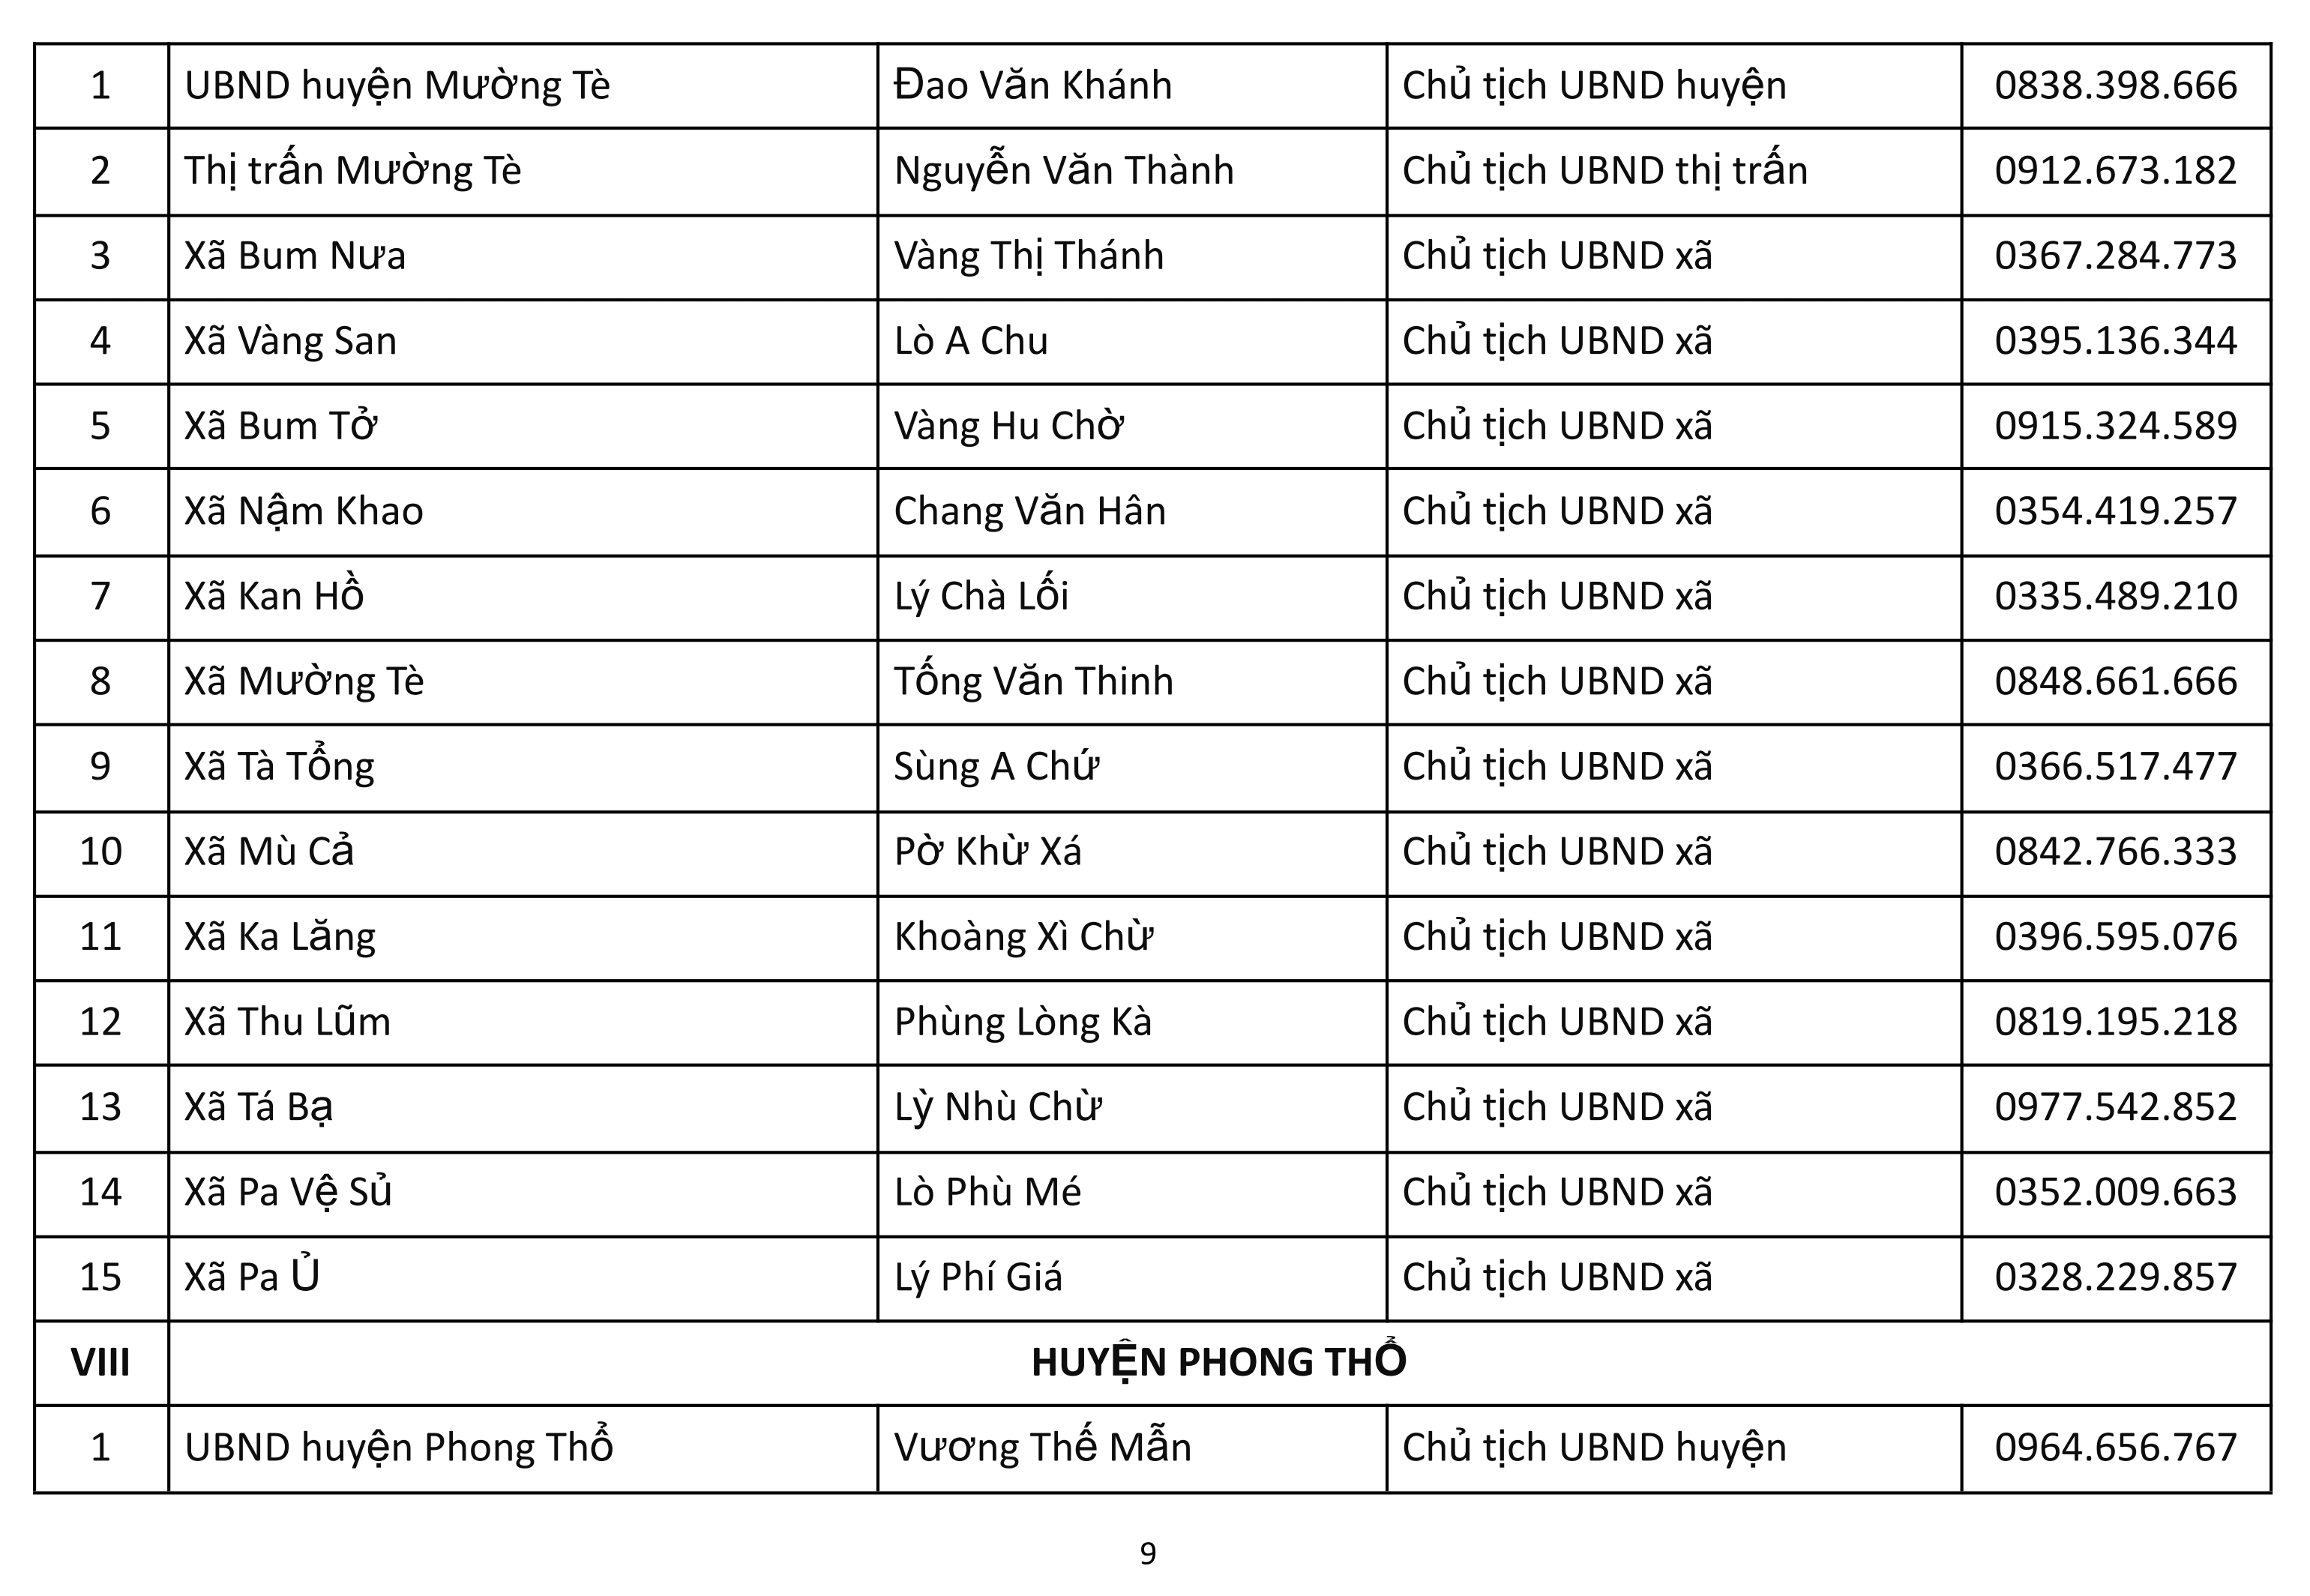 1 UBND huyện Mường Tè Đao Văn Khánh Chủ tịch UBND huyện 0838.398.666
2 Thị trấn Mường Tè Nguyễn Văn Thành Chủ tịch UBND thị trấn 0912.673.182
3 Xã Bum Nưa Vàng Thị Thánh Chủ tịch UBND xã 0367.284.773
4 Xã Vàng San Lò A Chu Chủ tịch UBND xã 0395.136.344
5 Xã Bum Tở Vàng Hu Chờ Chủ tịch UBND xã 0915.324.589
6 Xã Nậm Khao Chang Văn Hân Chủ tịch UBND xã 0354.419.257
7 Xã Kan Hồ Lý Chà Lối Chủ tịch UBND xã 0335.489.210
8 Xã Mường Tè Tống Văn Thinh Chủ tịch UBND xã 0848.661.666
9 Xã Tà Tổng Sùng A Chứ Chủ tịch UBND xã 0366.517.477
10 Xã Mù Cả Pờ Khừ Xá Chủ tịch UBND xã 0842.766.333
11 Xã Ka Lăng Khoàng Xì Chừ Chủ tịch UBND xã 0396.595.076
12 Xã Thu Lũm Phùng Lòng Kà Chủ tịch UBND xã 0819.195.218
13 Xã Tá Bạ Lỳ Nhù Chừ Chủ tịch UBND xã 0977.542.852
14 Xã Pa Vệ Sủ Lò Phù Mé Chủ tịch UBND xã 0352.009.663
15 Xã Pa Ủ Lý Phí Giá Chủ tịch UBND xã 0328.229.857
VIII HUYỆN PHONG THỔ
1 UBND huyện Phong Thổ Vương Thế Mẫn Chủ tịch UBND huyện 0964.656.767
9